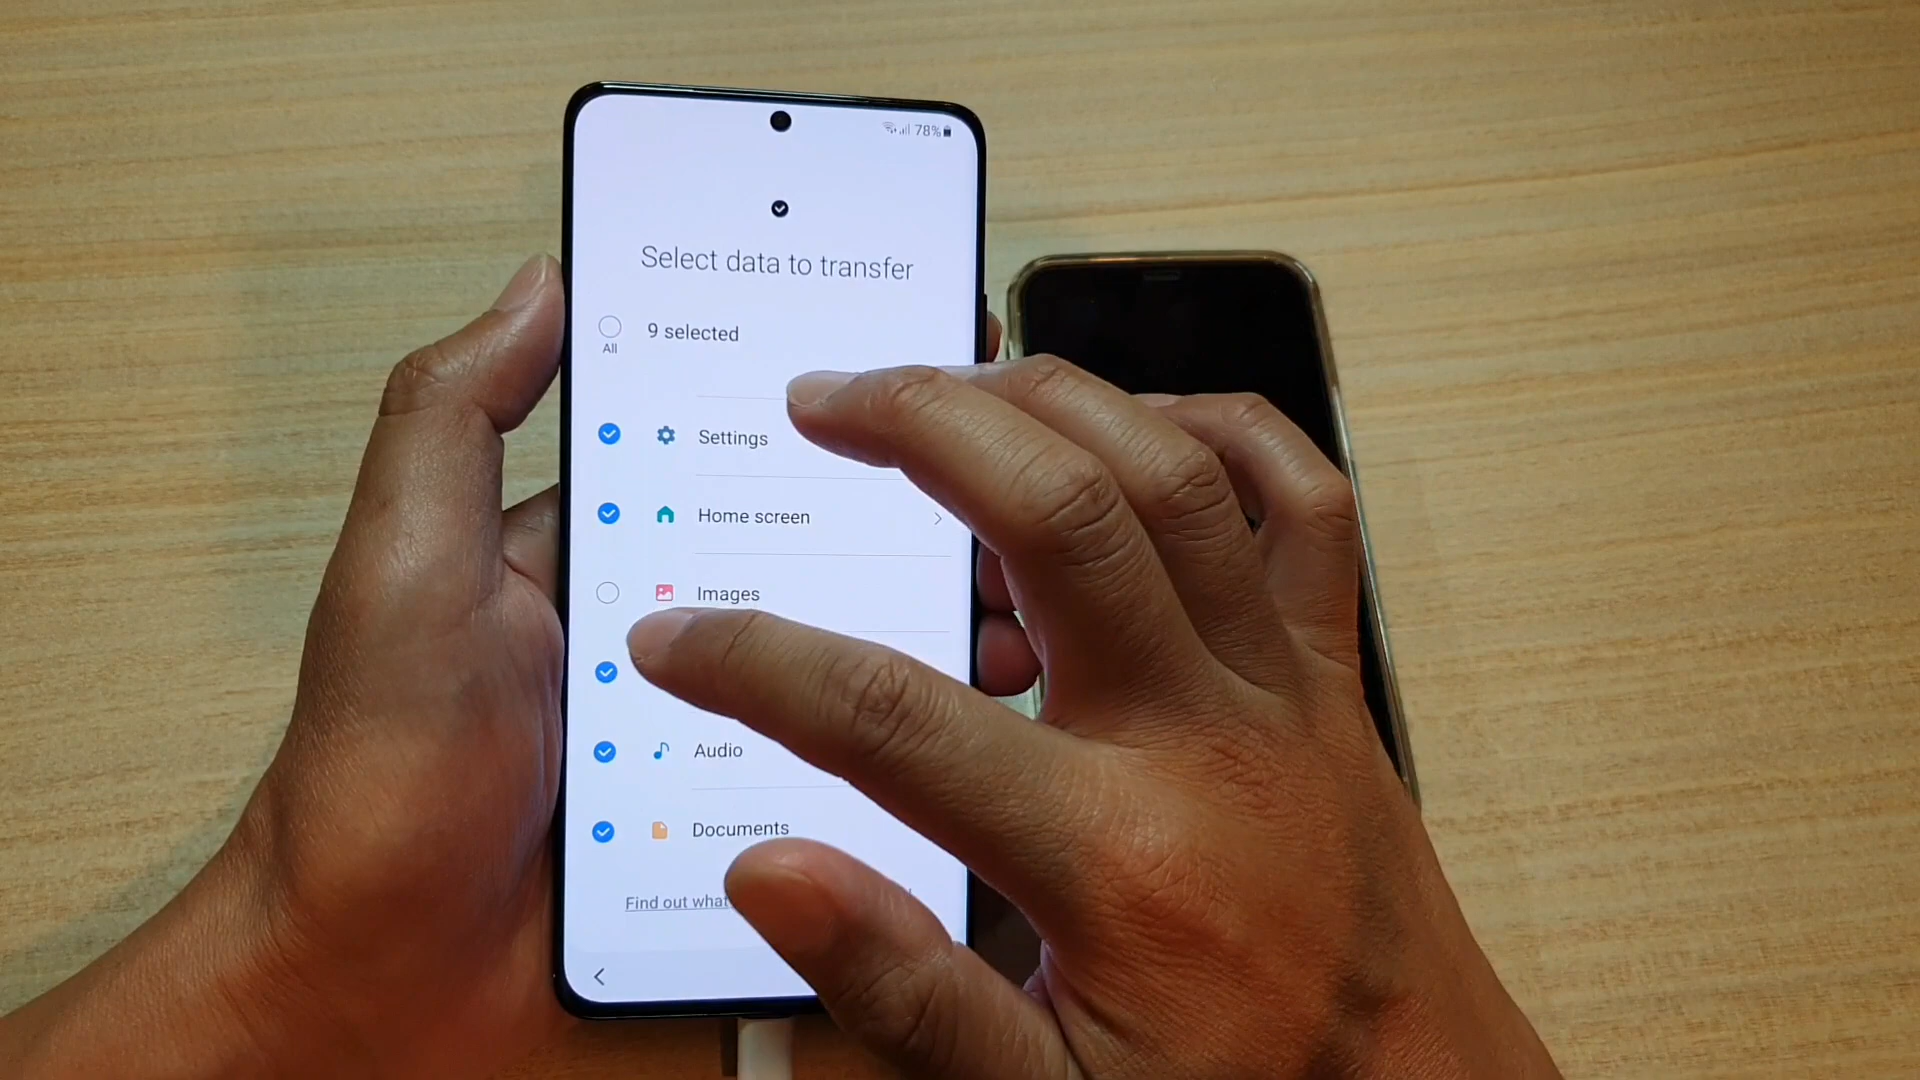 78%
Select data to transfer
9 selected
All
Settings
Home screen
Images
Audio
Documents
Find out what